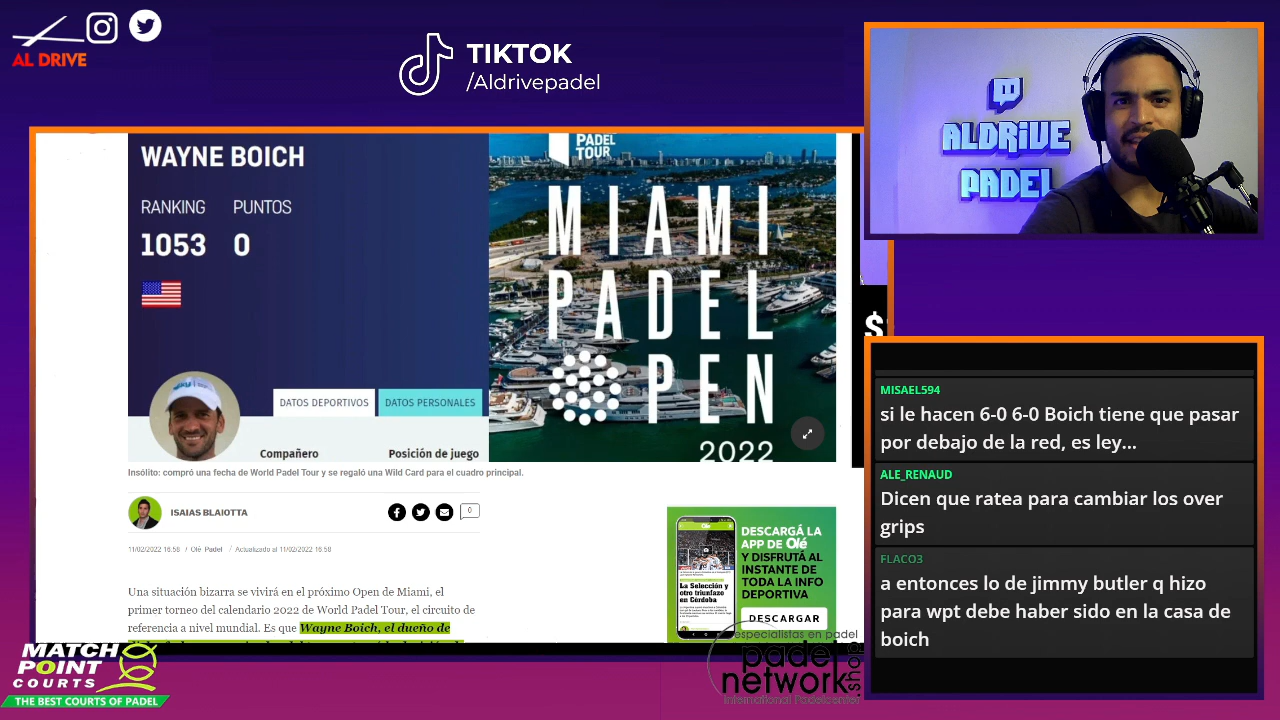 AL DRIVE
TIKTOK
/Aldrivepadel
ALDRIVE
PADEL
WAYNE BOICH
RANKING PUNTOS
1053 0
DATOS DEPORTIVOS DATOS PERSONALES
Compañero Posición de juego
PADEL
TOUR
MIAMI
PADEL
OPEN
2022
Insólito: compró una fecha de World Padel Tour y se regaló una Wild Card para el cuadro principal.
ISAIAS BLAIOTTA
0
11/02/2022 16:58 / Olé Padel / Actualizado al 11/02/2022 16:58
Una situación bizarra se vivirá en el próximo Open de Miami, el
primer torneo del calendario 2022 de World Padel Tour, el circuito de
referencia a nivel mundial. Es que Wayne Boich, el dueño de
DESCARGÁ LA
APP DE Olé
Y DISFRUTÁ AL
INSTANTE DE
TODA LA INFO
DEPORTIVA
DESCARGAR
La Selección y
otro triunfazo
en Córdoba
$
MISAEL594
si le hacen 6-0 6-0 Boich tiene que pasar
por debajo de la red, es ley...
ALE_RENAUD
Dicen que ratea para cambiar los over
grips
FLACO3
a entonces lo de jimmy butler q hizo
para wpt debe haber sido en la casa de
boich
MATCH
POINT
COURTS
THE BEST COURTS OF PADEL
especialistas en padel
padel
network
.shop
International Padelcenter